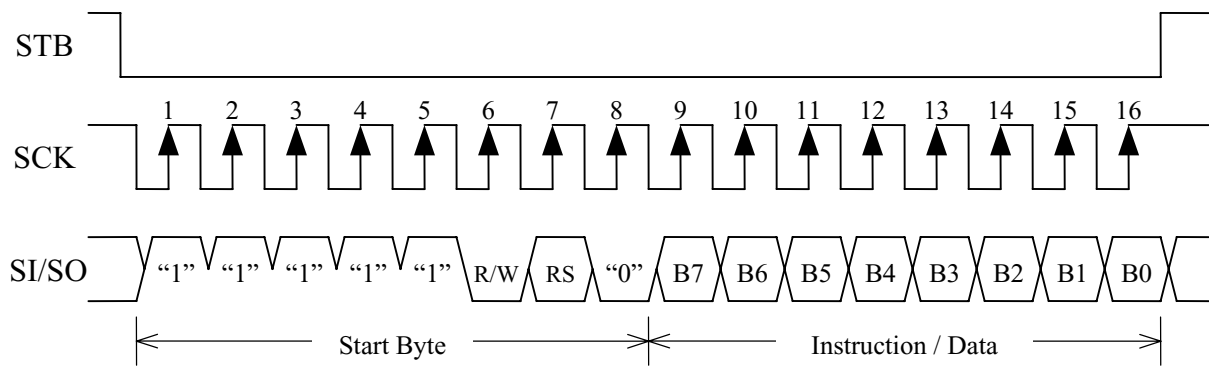 STB
1 2 3 4 5 6 7 8 9 10 11 12 13 14 15 16
SCK
SI/SO “1” “1” “1” “1” “1” R/W RS “0” B7 B6 B5 B4 B3 B2 B1 B0
Start Byte Instruction / Data